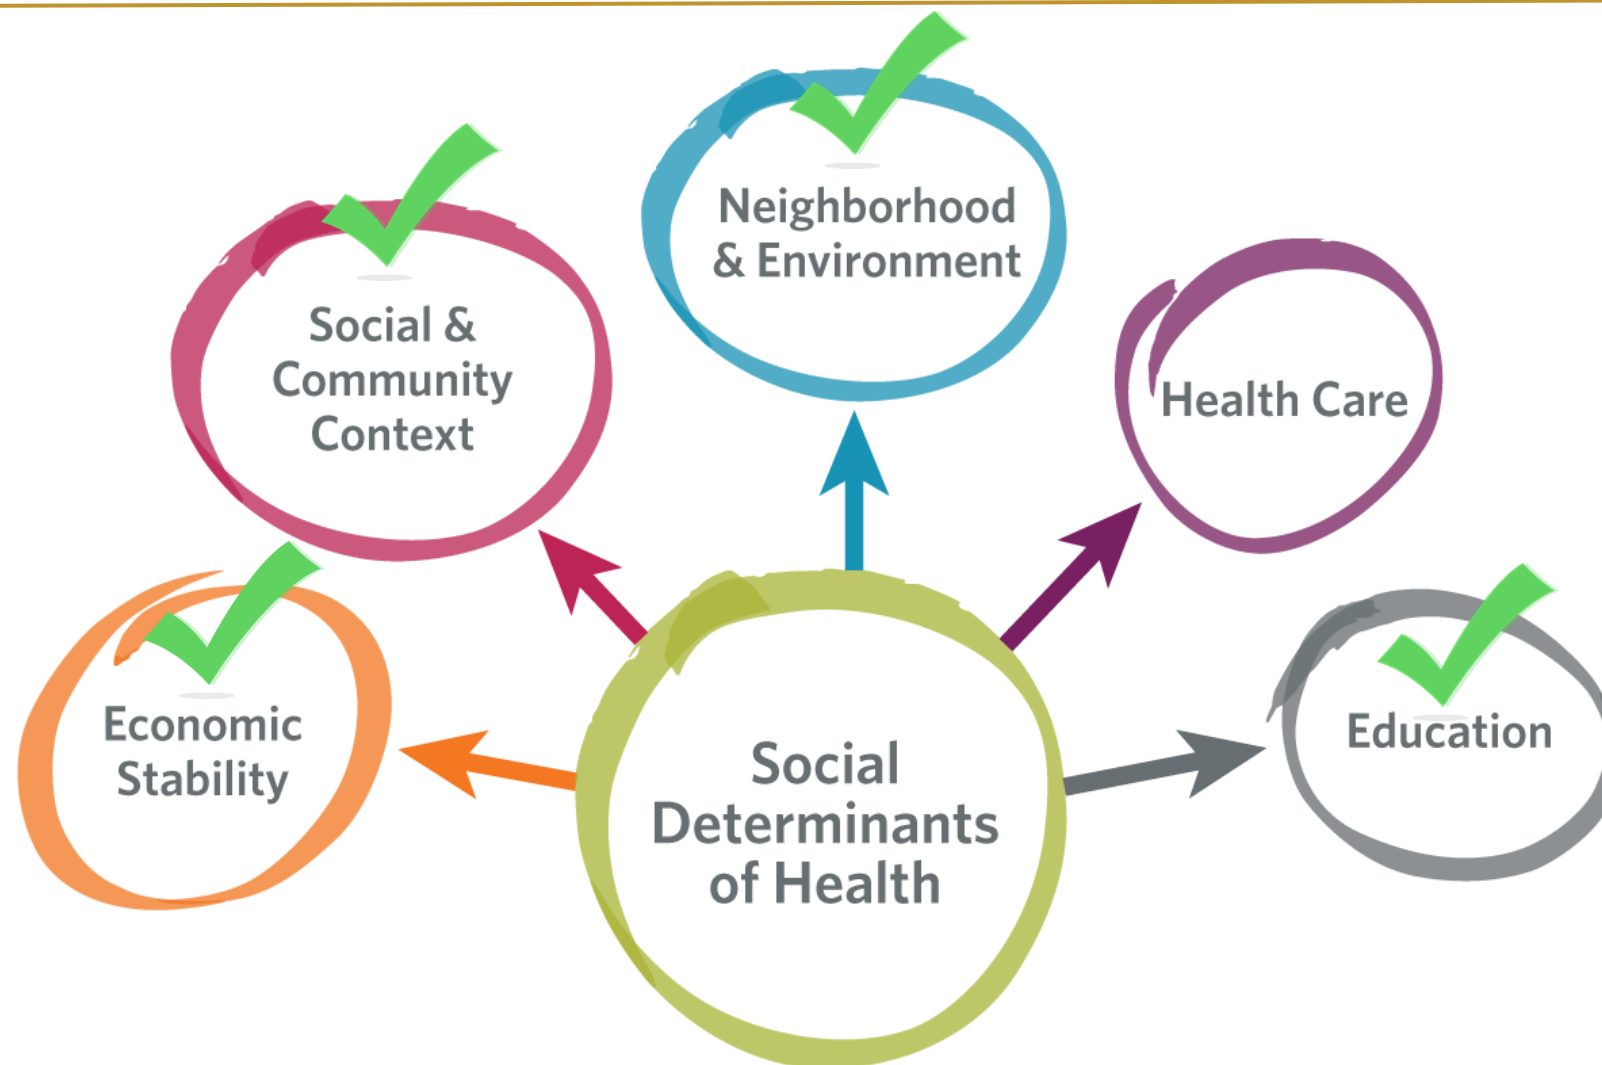 Neighborhood
& Environment
Social &
Community
Context
Health Care
Economic
Stability
Education
Social
Determinants
of Health